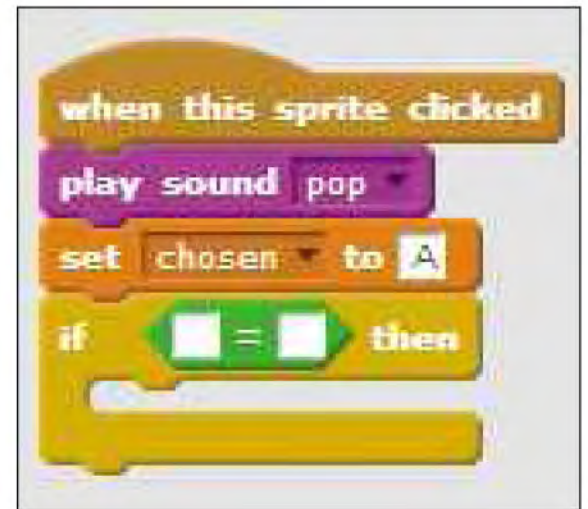 when this sprite clicked
play sound pop
set chosen to A
if = then